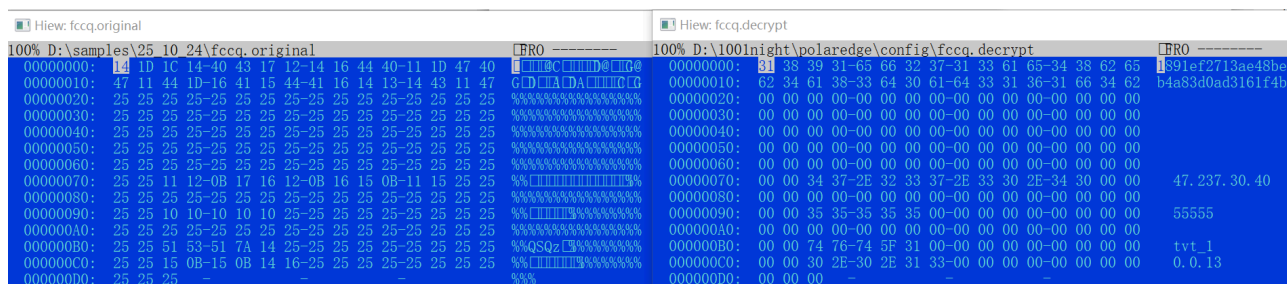 Hiew: fccq.original
100% D:\samples\25_10_24\fccq.original FRO --------
00000000: 14 1D 1C 14-40 43 17 12-14 16 44 40-11 1D 47 40
00000010: 47 11 44 1D-16 41 15 44-41 16 14 13-14 43 11 47
00000020: 25 25 25 25-25 25 25 25-25 25 25 25-25 25 25 25 %%%%%%%%%%%%%%%%
00000030: 25 25 25 25-25 25 25 25-25 25 25 25-25 25 25 25 %%%%%%%%%%%%%%%%
00000040: 25 25 25 25-25 25 25 25-25 25 25 25-25 25 25 25 %%%%%%%%%%%%%%%%
00000050: 25 25 25 25-25 25 25 25-25 25 25 25-25 25 25 25 %%%%%%%%%%%%%%%%
00000060: 25 25 25 25-25 25 25 25-25 25 25 25-25 25 25 25 %%%%%%%%%%%%%%%%
00000070: 25 25 11 12-0B 17 16 12-0B 16 15 0B-11 15 25 25
00000080: 25 25 25 25-25 25 25 25-25 25 25 25-25 25 25 25 %%%%%%%%%%%%%%%%
00000090: 25 25 10 10-10 10 10 25-25 25 25 25-25 25 25 25
000000A0: 25 25 25 25-25 25 25 25-25 25 25 25-25 25 25 25 %%%%%%%%%%%%%%%%
000000B0: 25 25 51 53-51 7A 14 25-25 25 25 25-25 25 25 25
000000C0: 25 25 15 0B-15 0B 14 16-25 25 25 25-25 25 25 25
000000D0: 25 25 25 - - - %%%
Hiew: fccq.decrypt
100% D:\1001night\polaredge\config\fccq.decrypt FRO --------
00000000: 31 38 39 31-65 66 32 37-31 33 61 65-34 38 62 65 1891ef2713ae48be
00000010: 62 34 61 38-33 64 30 61-64 33 31 36-31 66 34 62 b4a83d0ad3161f4b
00000020: 00 00 00 00-00 00 00 00-00 00 00 00-00 00 00 00
00000030: 00 00 00 00-00 00 00 00-00 00 00 00-00 00 00 00
00000040: 00 00 00 00-00 00 00 00-00 00 00 00-00 00 00 00
00000050: 00 00 00 00-00 00 00 00-00 00 00 00-00 00 00 00
00000060: 00 00 00 00-00 00 00 00-00 00 00 00-00 00 00 00
00000070: 00 00 34 37-2E 32 33 37-2E 33 30 2E-34 30 00 00 47.237.30.40
00000080: 00 00 00 00-00 00 00 00-00 00 00 00-00 00 00 00
00000090: 00 00 35 35-35 35 35 00-00 00 00 00-00 00 00 00 55555
000000A0: 00 00 00 00-00 00 00 00-00 00 00 00-00 00 00 00
000000B0: 00 00 74 76-74 5F 31 00-00 00 00 00-00 00 00 00 tvt_1
000000C0: 00 00 30 2E-30 2E 31 33-00 00 00 00-00 00 00 00 0.0.13
000000D0: 00 00 00 - - -